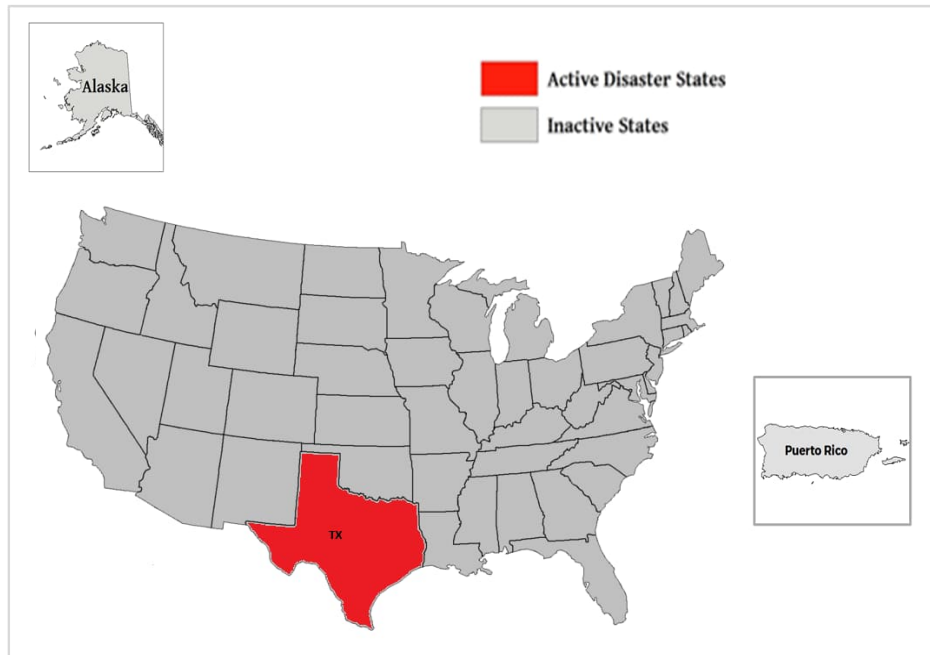 Alaska
Active Disaster States
Inactive States
Puerto Rico
TX